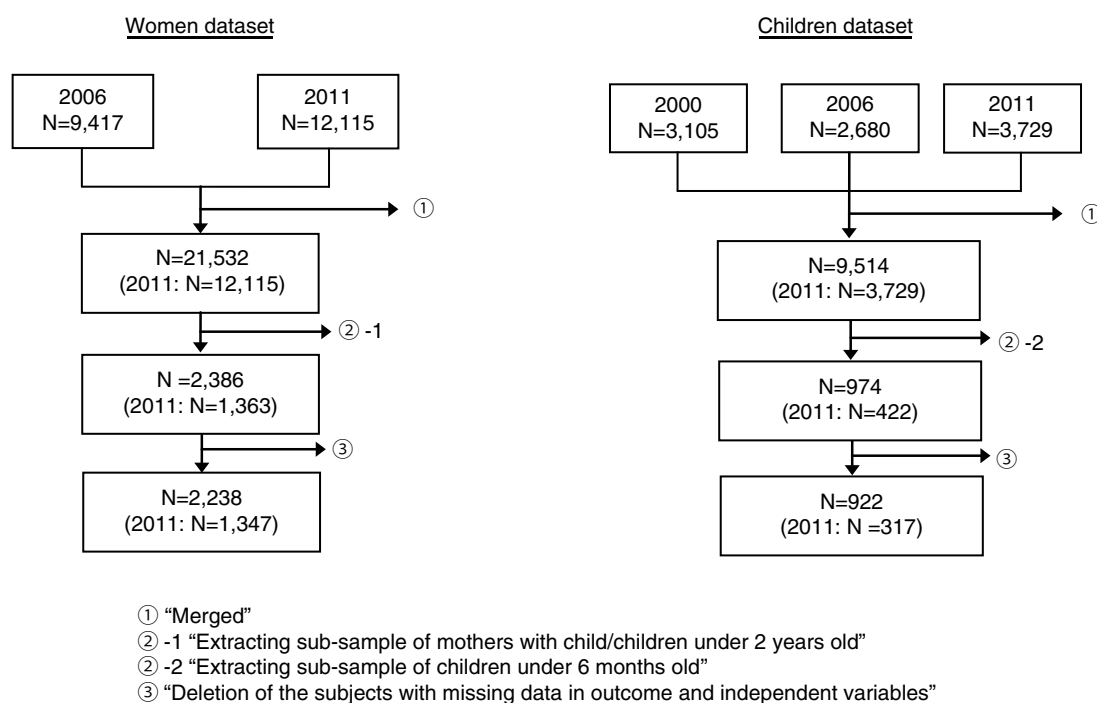 Women dataset
2006
N=9,417
2011
N=12,115
①
N=21,532
(2011: N=12,115)
② -1
N =2,386
(2011: N=1,363)
③
N=2,238
(2011: N=1,347)
Children dataset
2000
N=3,105
2006
N=2,680
2011
N=3,729
①
N=9,514
(2011: N=3,729)
② -2
N=974
(2011: N=422)
③
N=922
(2011: N =317)
① “Merged”
② -1 “Extracting sub-sample of mothers with child/children under 2 years old”
② -2 “Extracting sub-sample of children under 6 months old”
③ “Deletion of the subjects with missing data in outcome and independent variables”